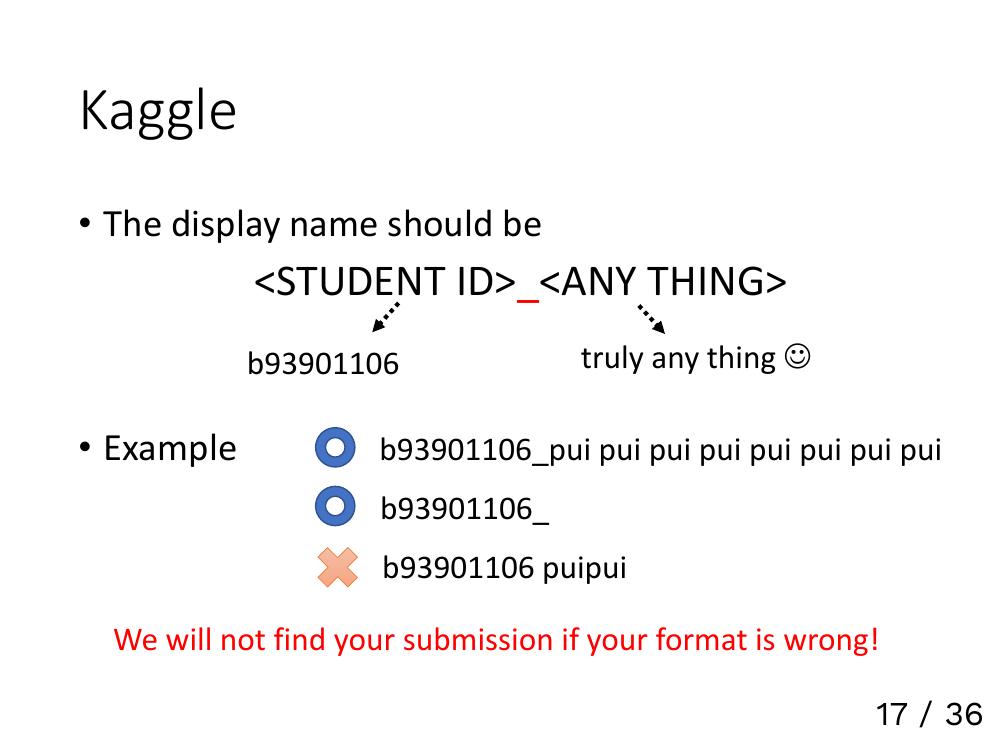 Kaggle
• The display name should be
<STUDENT ID>_<ANY THING>
b93901106
truly any thing ☺
• Example
b93901106_pui pui pui pui pui pui pui pui
b93901106_
b93901106 puipui
We will not find your submission if your format is wrong!
17 / 36